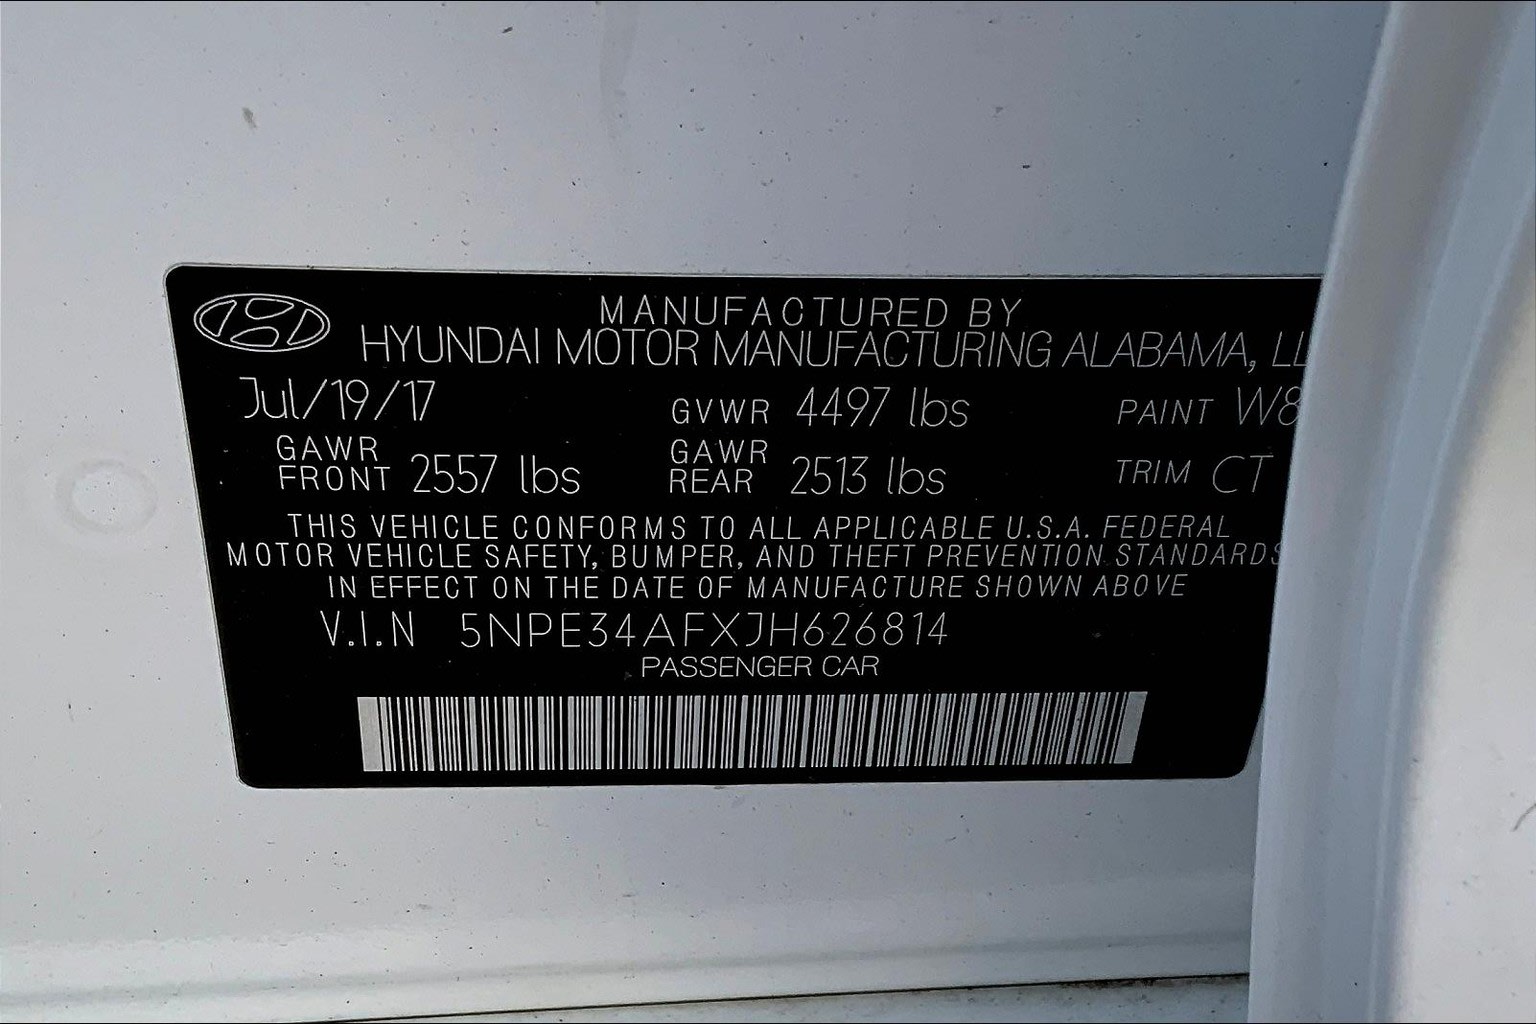 MANUFACTURED BY
HYUNDAI MOTOR MANUFACTURING ALABAMA,
Jul/19/17 GVWR 4497 lbs PAINT W8
GAWR FRONT 2557 lbs GAWR REAR 2513 lbs TRIM CT
THIS VEHICLE CONFORMS TO ALL APPLICABLE U.S.A. FEDERAL
MOTOR VEHICLE SAFETY, BUMPER, AND THEFT PREVENTION STANDARDS
IN EFFECT ON THE DATE OF MANUFACTURE SHOWN ABOVE
V.I.N 5NPE34AFXJH626814
PASSENGER CAR